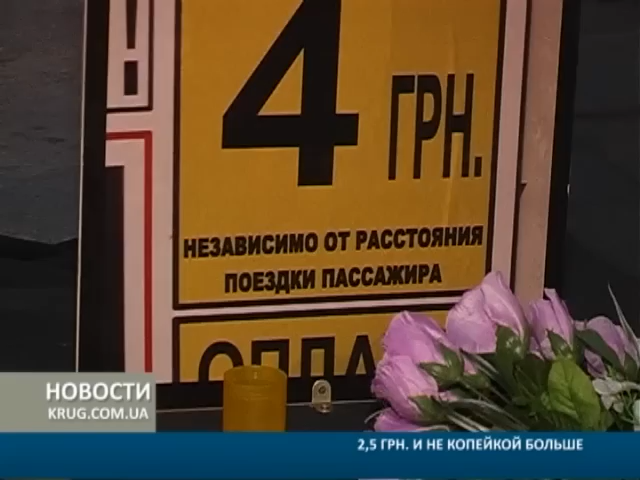 !
4 ГРН.
НЕЗАВИСИМО ОТ РАССТОЯНИЯ
ПОЕЗДКИ ПАССАЖИРА
НОВОСТИ
KRUG.COM.UA
2,5 ГРН. И НЕ КОПЕЙКОЙ БОЛЬШЕ